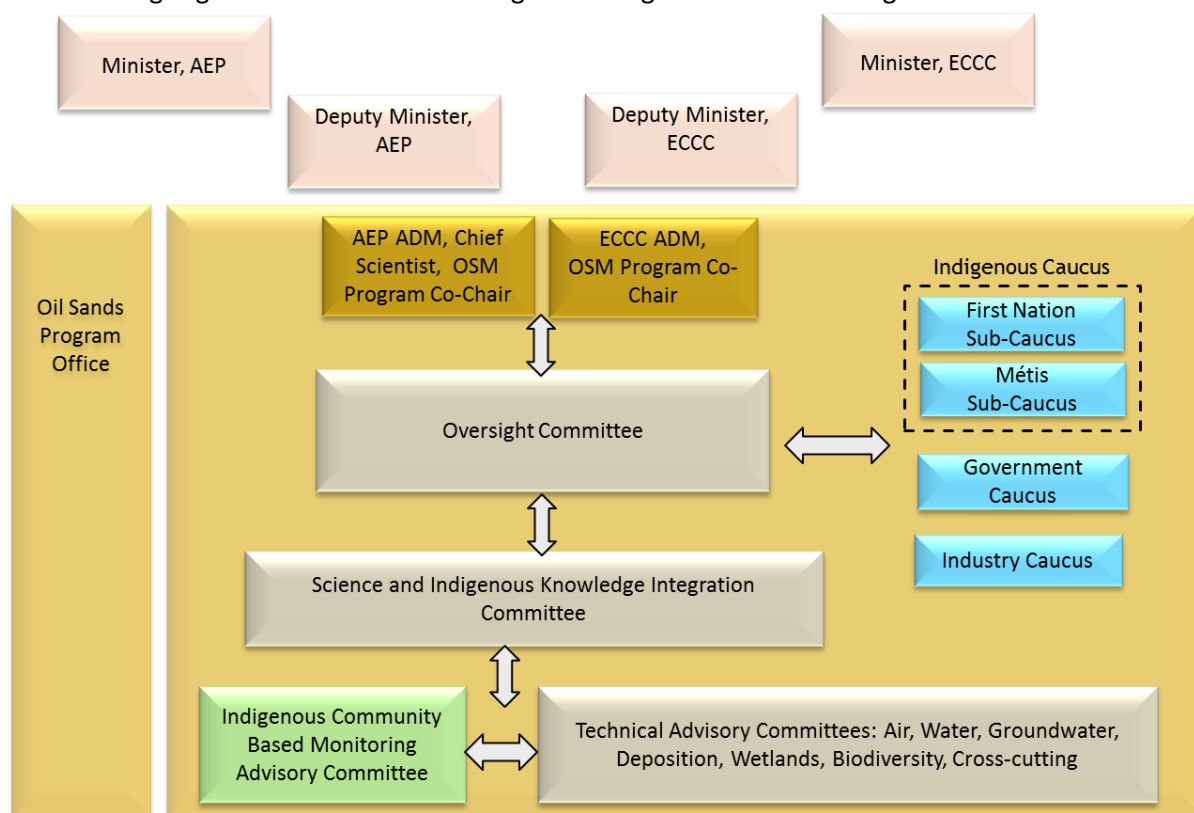 Minister, AEP
Minister, ECCC
Deputy Minister,
AEP
Deputy Minister,
ECCC
Oil Sands
Program
Office
AEP ADM, Chief
Scientist, OSM
Program Co-Chair
ECCC ADM,
OSM Program Co-
Chair
Indigenous Caucus
First Nation
Sub-Caucus
Métis
Sub-Caucus
Oversight Committee
Government
Caucus
Industry Caucus
Science and Indigenous Knowledge Integration
Committee
Indigenous Community
Based Monitoring
Advisory Committee
Technical Advisory Committees: Air, Water, Groundwater,
Deposition, Wetlands, Biodiversity, Cross-cutting